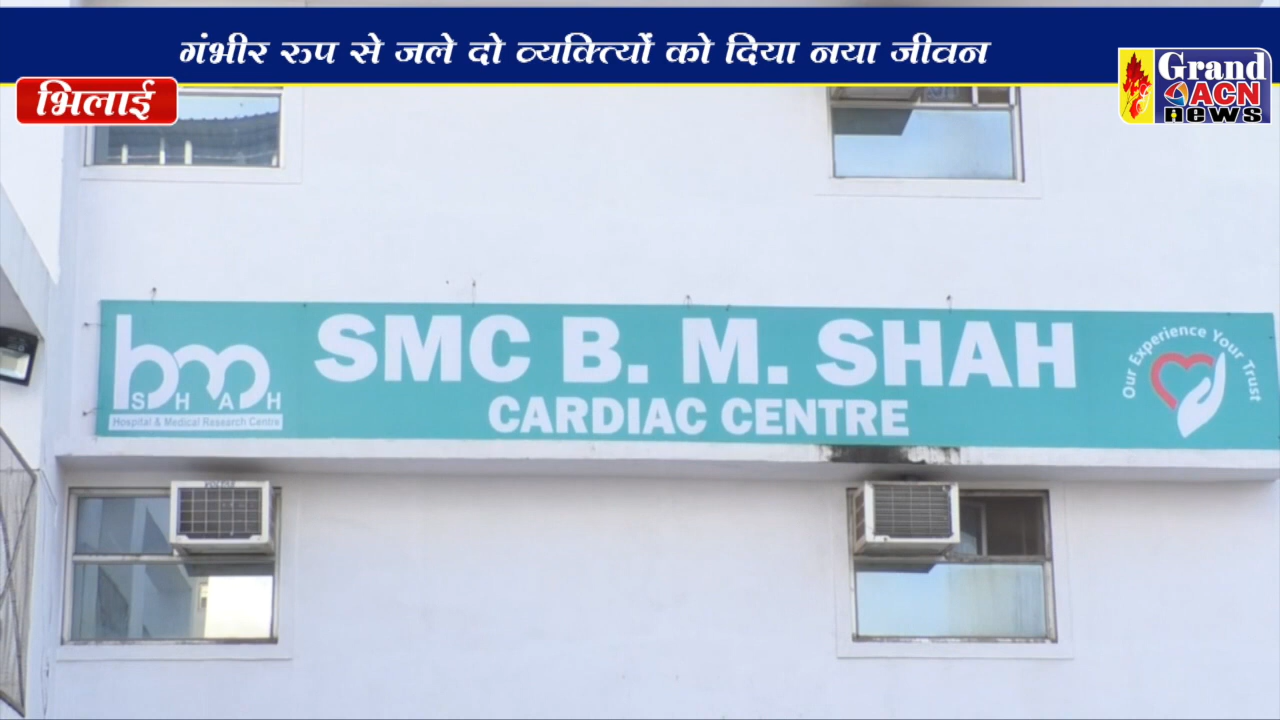 गंभीर रुप से जले दो व्यक्तियों को दिया नया जीवन
भिलाई
Grand
ACN
news
SMC B. M. SHAH
CARDIAC CENTRE
bm
SHAH
Hospital & Medical Research Centre
Our Experience Your Trust